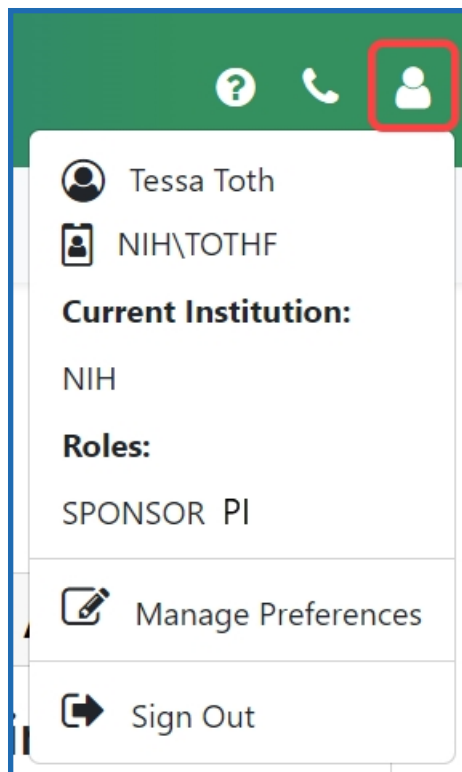 Tessa Toth
NIH\TOTHF
Current Institution:
NIH
Roles:
SPONSOR PI
Manage Preferences
Sign Out